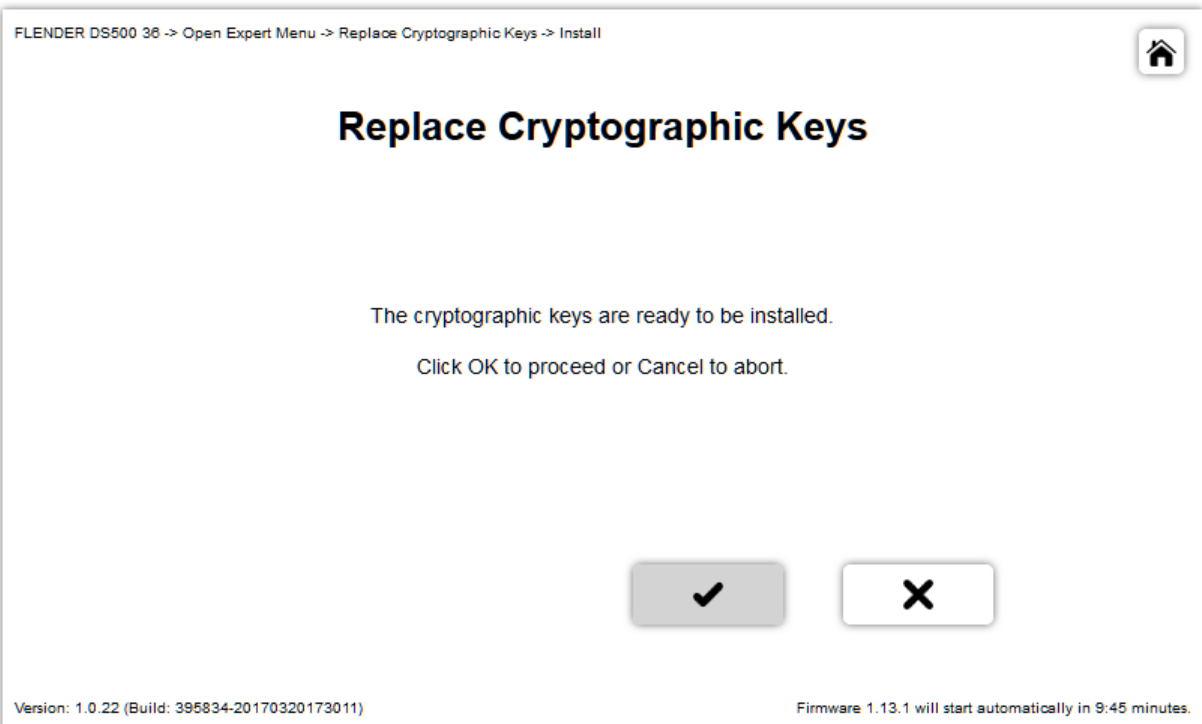 FLENDER DS500 36 -> Open Expert Menu -> Replace Cryptographic Keys -> Install
Replace Cryptographic Keys
The cryptographic keys are ready to be installed.
Click OK to proceed or Cancel to abort.
Version: 1.0.22 (Build: 395834-20170320173011)
Firmware 1.13.1 will start automatically in 9:45 minutes.